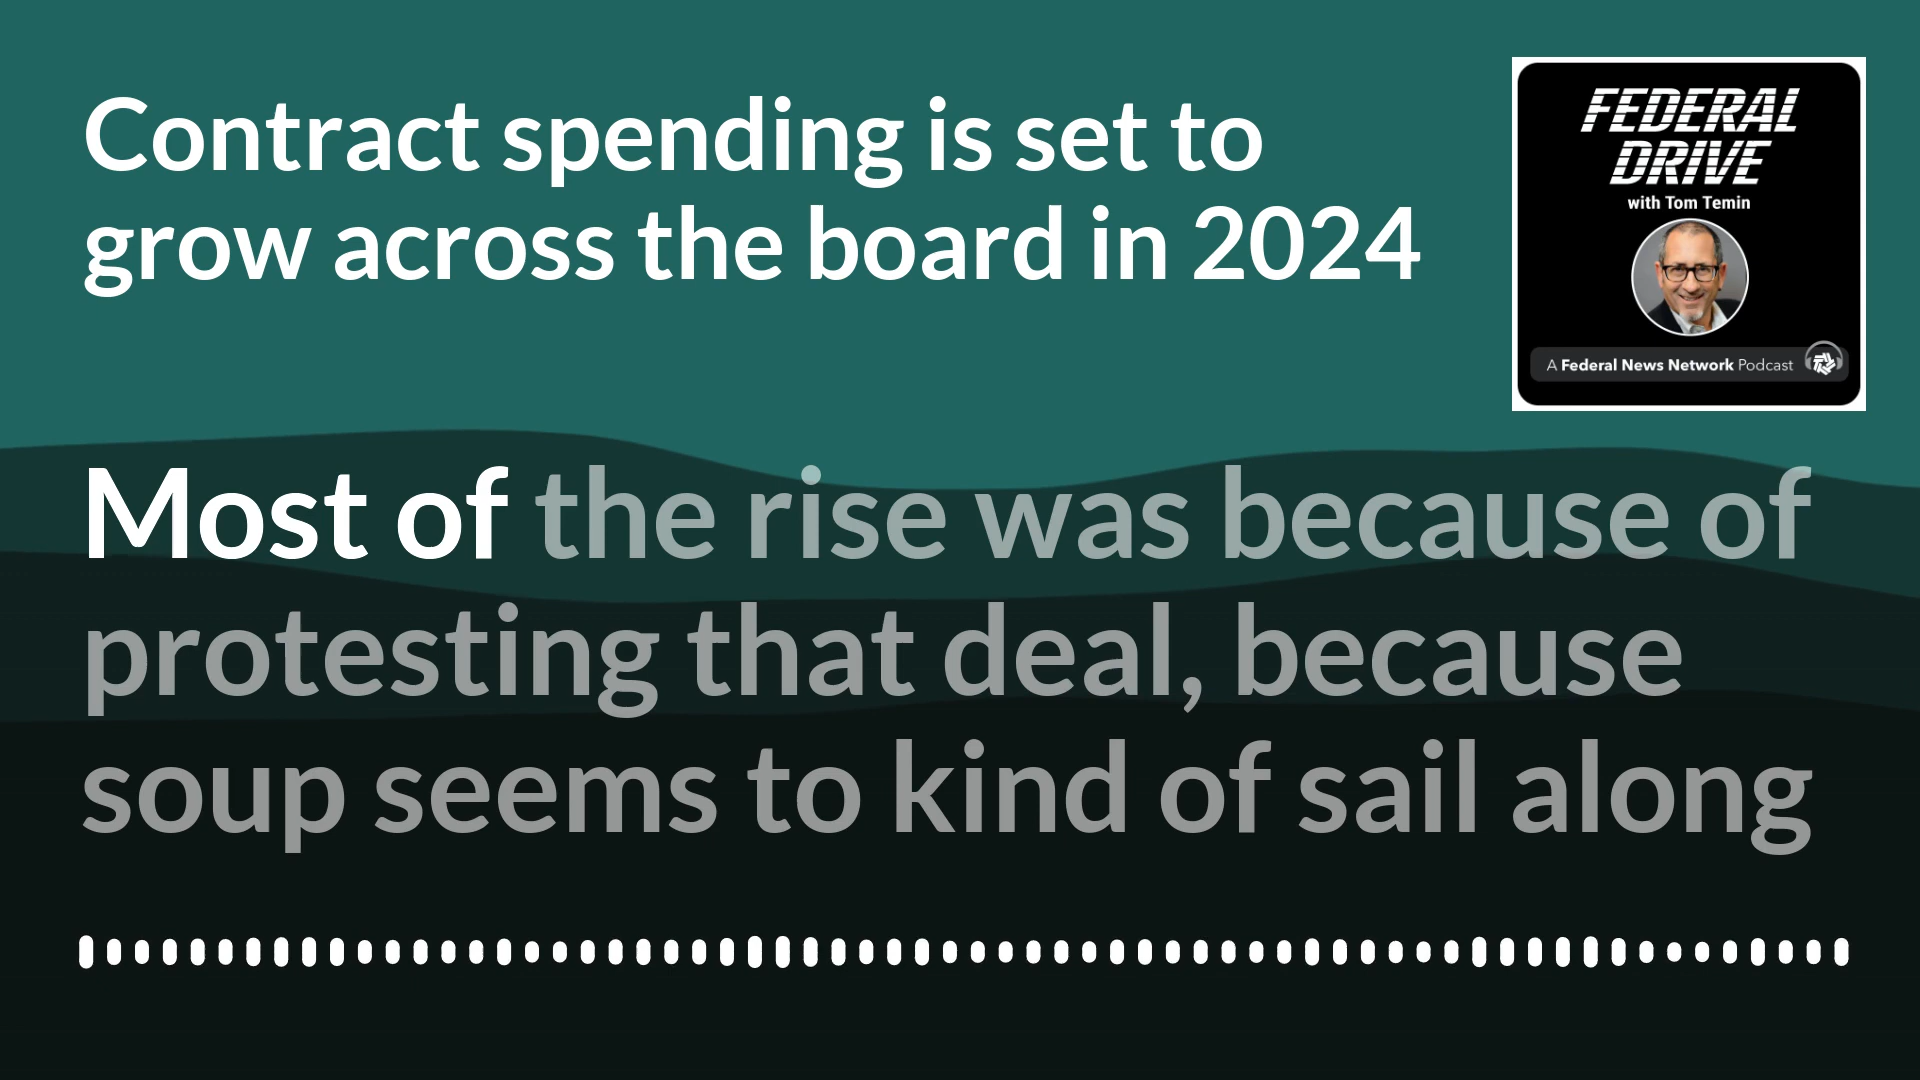 Contract spending is set to
grow across the board in 2024
FEDERAL
DRIVE
with Tom Temin
A Federal News Network Podcast
Most of the rise was because of
protesting that deal, because
soup seems to kind of sail along